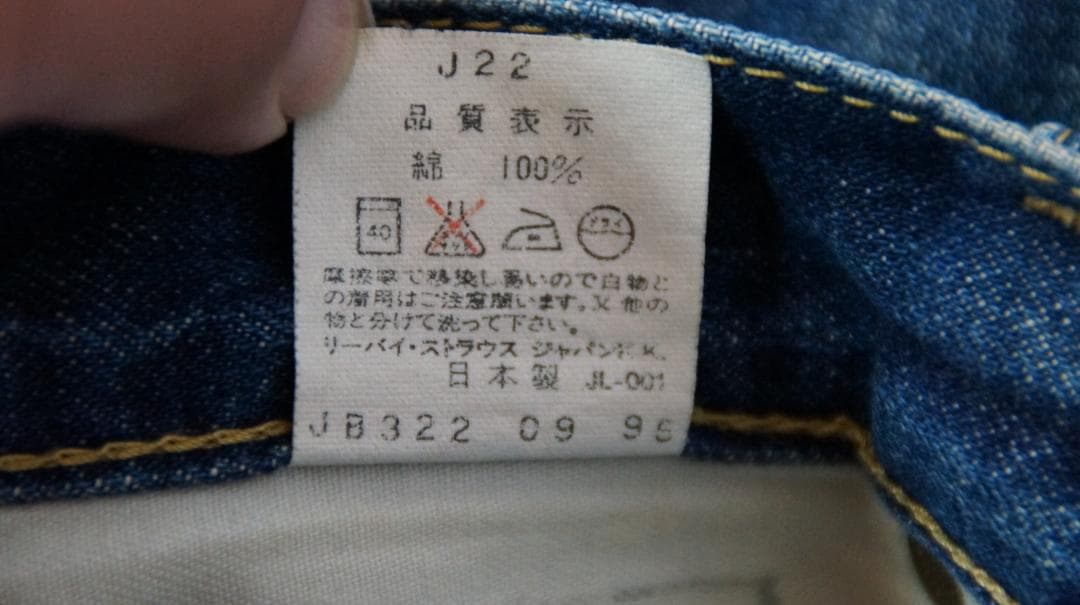 J22
品質表示
綿 100%
40 ドライ
摩擦等で移染し易いので白物と
の着用はご注意願います。又他の
物と分けて洗って下さい。
リーバイ・ストラウス ジャパンK.K.
日本製 JL-001
JB322 09